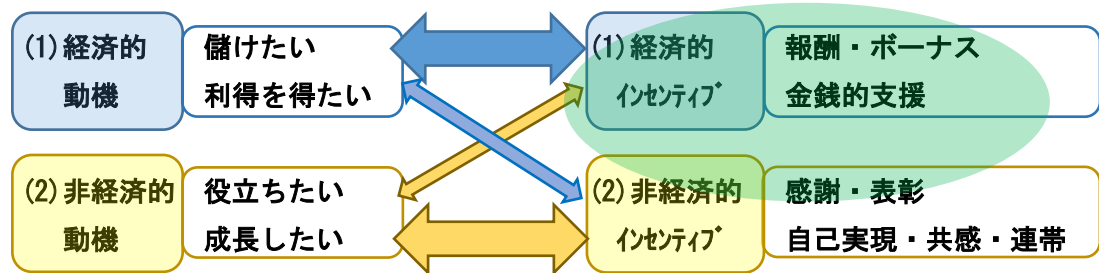 (1)経済的
動機
儲けたい
利得を得たい
(1)経済的
ｲﾝｾﾝﾃｨﾌﾞ
報酬・ボーナス
金銭的支援
(2)非経済的
動機
役立ちたい
成長したい
(2)非経済的
ｲﾝｾﾝﾃｨﾌﾞ
感謝・表彰
自己実現・共感・連帯